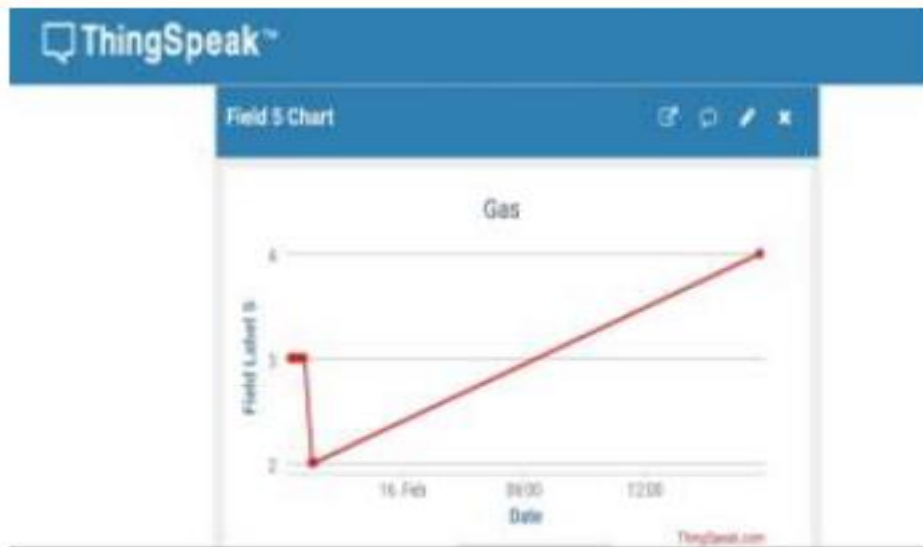 ThingSpeak™
Field 5 Chart
Gas
4
3
2
Field Label 5
16. Feb
06:00
12:00
Date
ThingSpeak.com